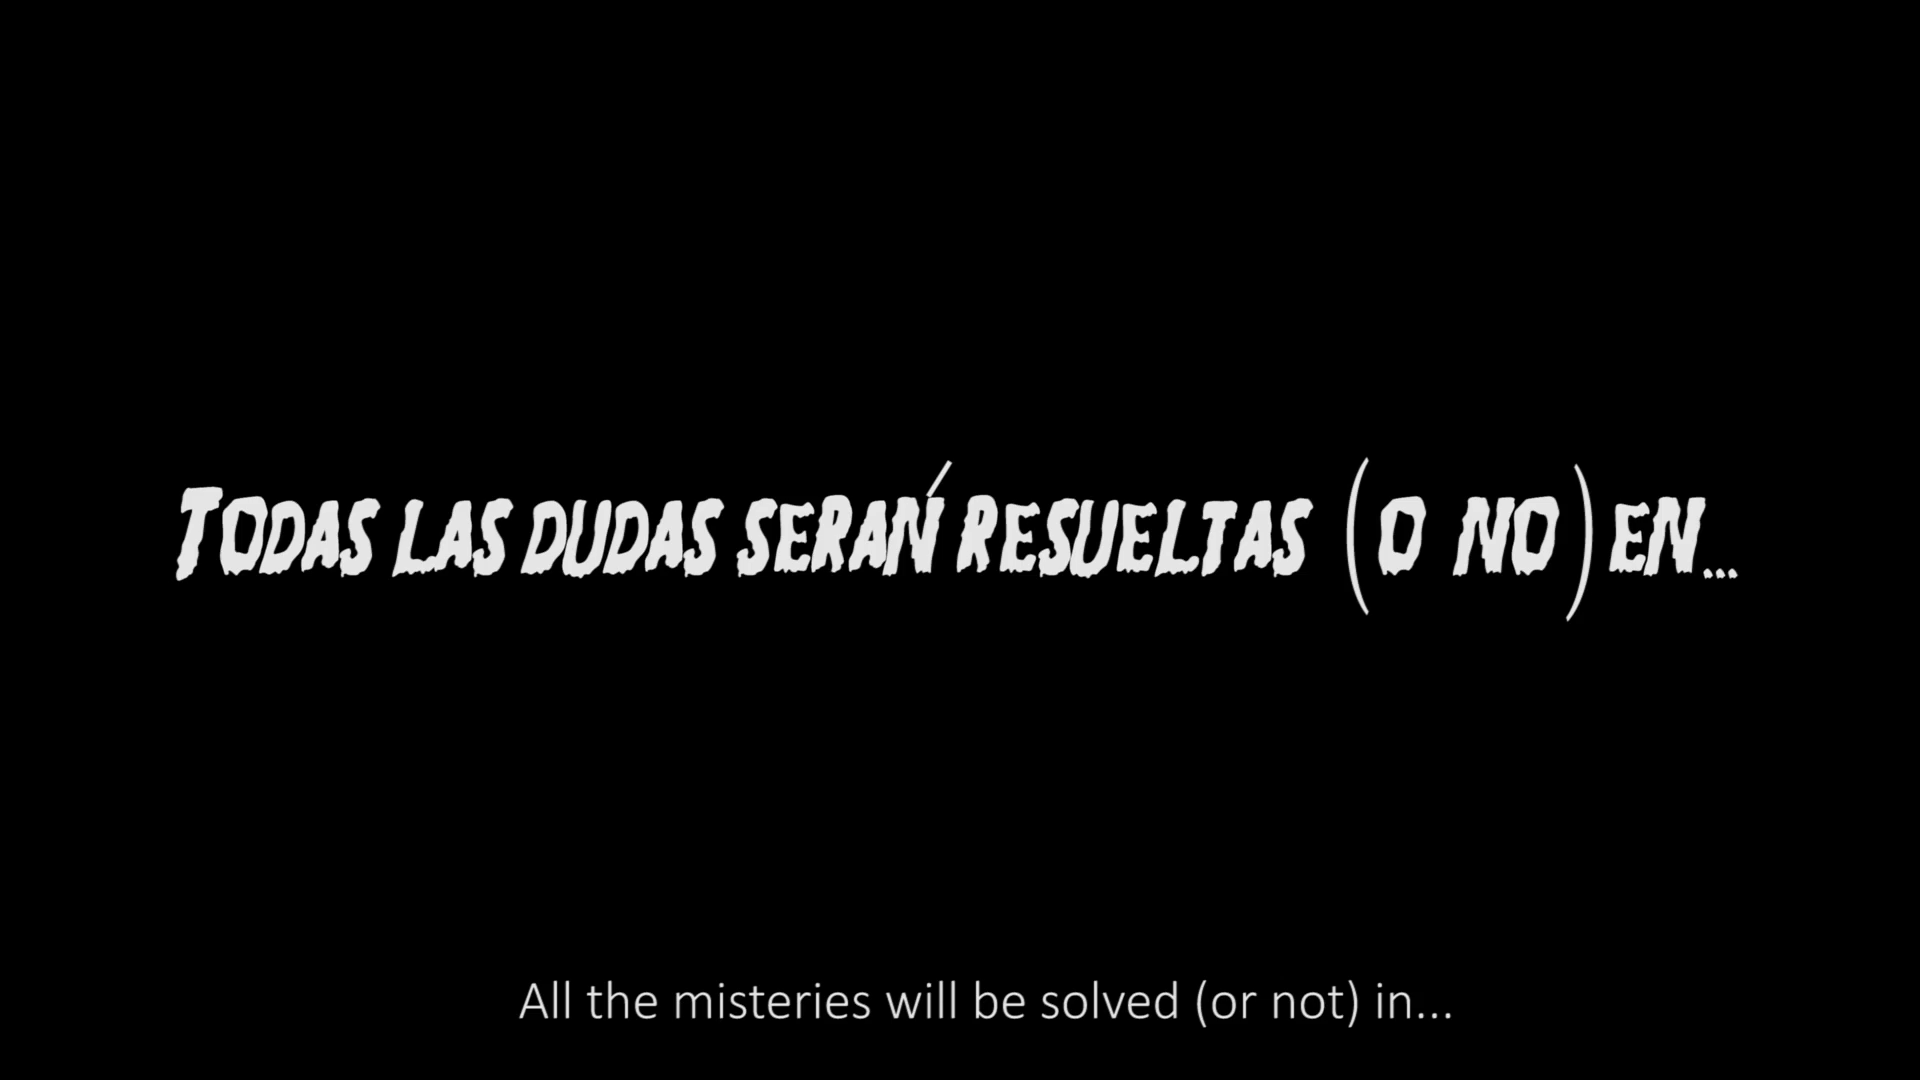 Todas las dudas serań resueltas (o no) en...
All the misteries will be solved (or not) in...